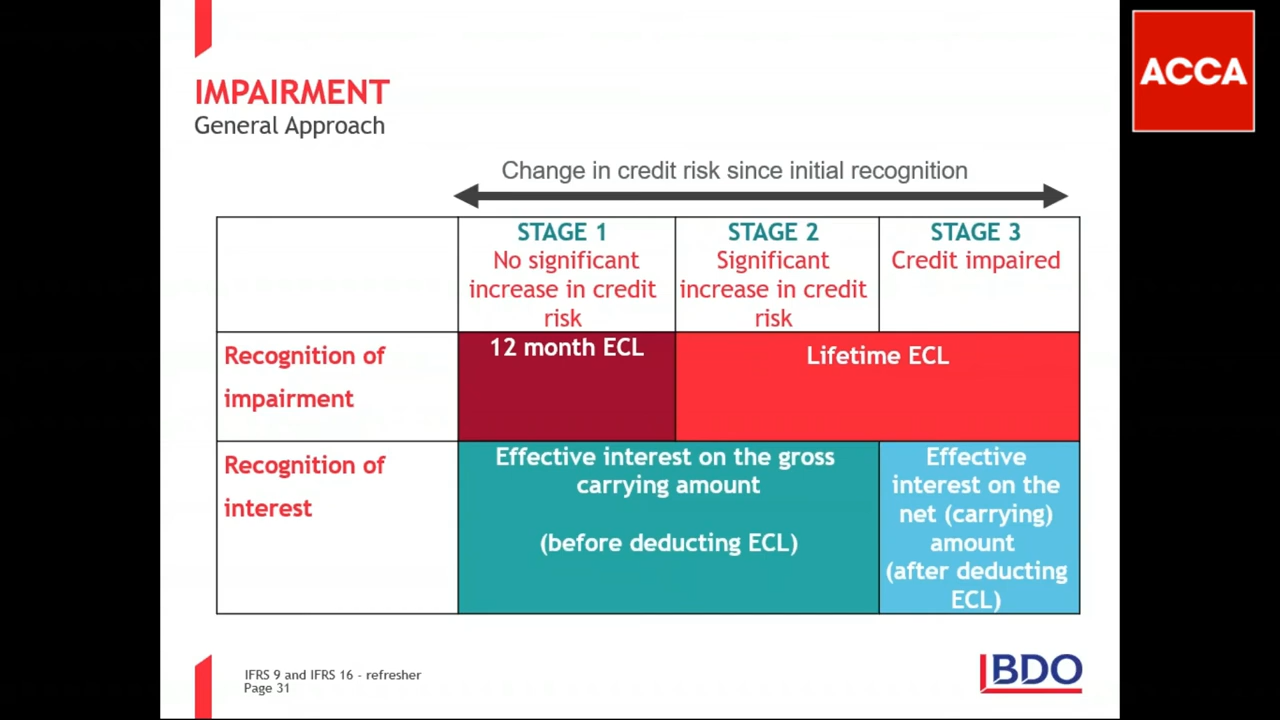 ACCA
IMPAIRMENT
General Approach
Change in credit risk since initial recognition
STAGE 1
No significant
increase in credit
risk
STAGE 2
Significant
increase in credit
risk
STAGE 3
Credit impaired
Recognition of
impairment
12 month ECL
Lifetime ECL
Recognition of
interest
Effective interest on the gross
carrying amount
(before deducting ECL)
Effective
interest on the
net (carrying)
amount
(after deducting
ECL)
IFRS 9 and IFRS 16 - refresher
Page 31
BDO